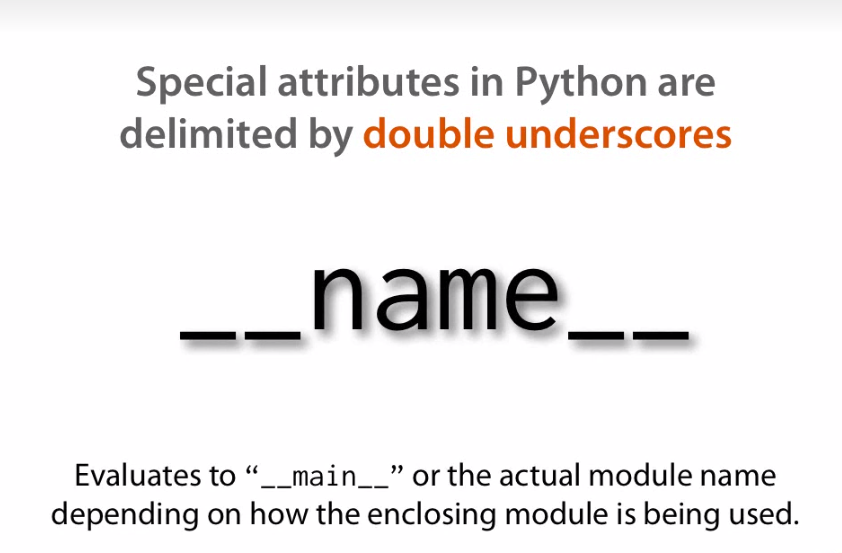 Special attributes in Python are
delimited by double underscores
__name__
Evaluates to “__main__” or the actual module name
depending on how the enclosing module is being used.